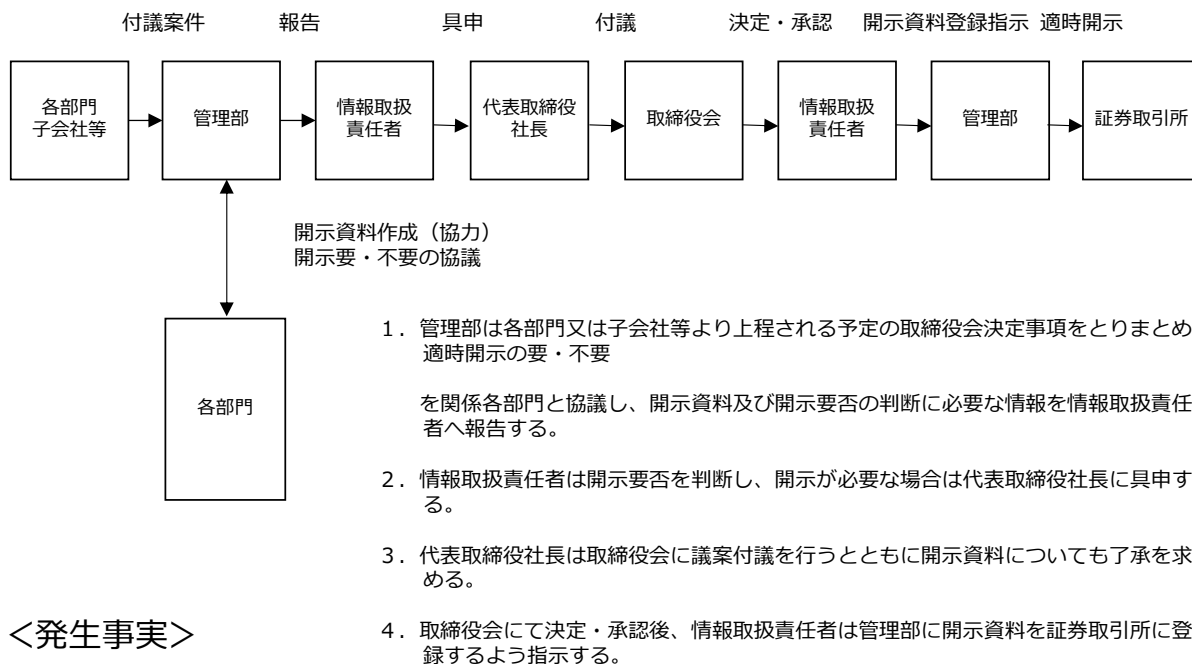 付議案件 報告 具申 付議 決定・承認 開示資料登録指示 適時開示
各部門
子会社等
管理部
情報取扱
責任者
代表取締役
社長
取締役会
情報取扱
責任者
管理部
証券取引所
開示資料作成（協力）
開示要・不要の協議
各部門
１．管理部は各部門又は子会社等より上程される予定の取締役会決定事項をとりまとめ
適時開示の要・不要
を関係各部門と協議し、開示資料及び開示要否の判断に必要な情報を情報取扱責任
者へ報告する。
２．情報取扱責任者は開示要否を判断し、開示が必要な場合は代表取締役社長に具申す
る。
３．代表取締役社長は取締役会に議案付議を行うとともに開示資料についても了承を求
める。
４．取締役会にて決定・承認後、情報取扱責任者は管理部に開示資料を証券取引所に登
録するよう指示する。
＜発生事実＞